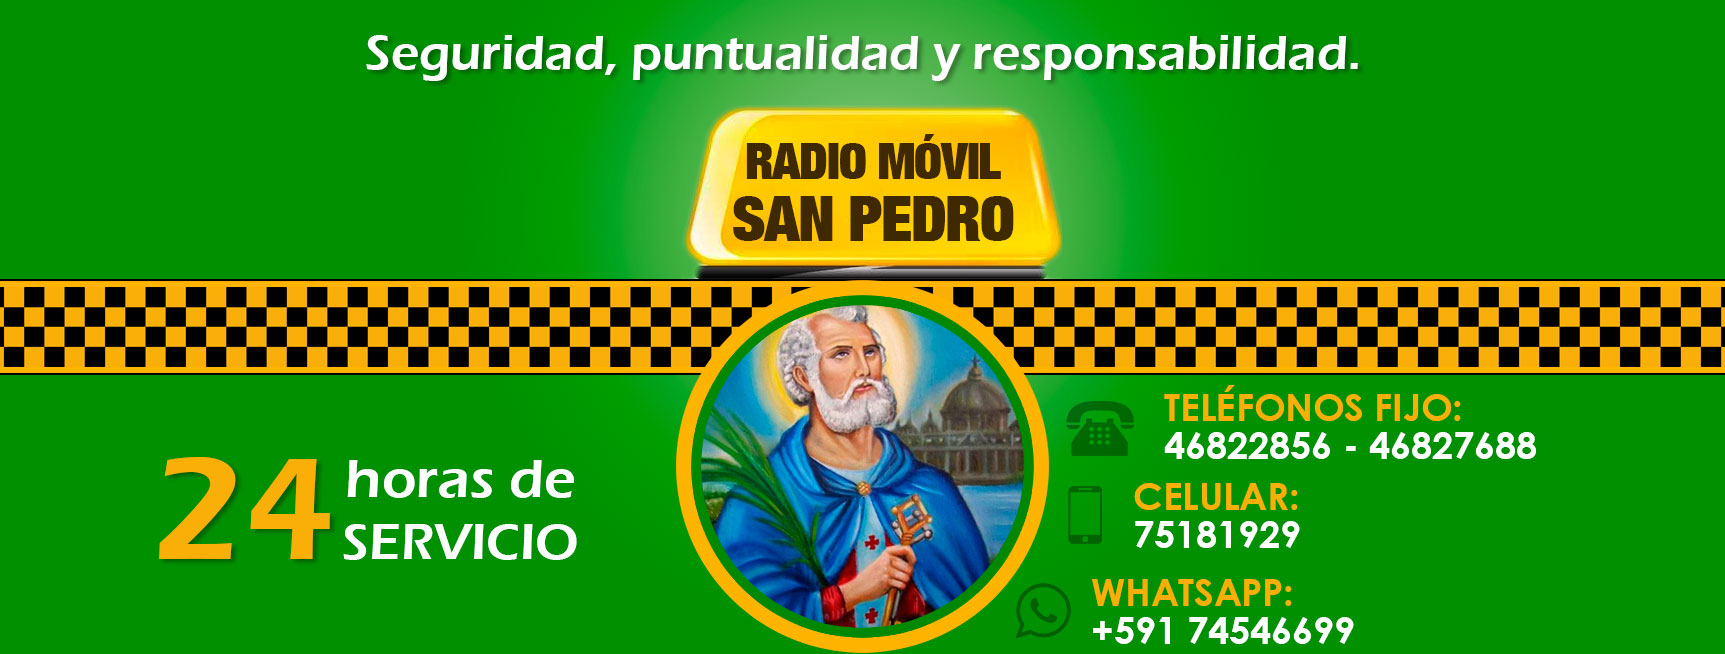 Seguridad, puntualidad y responsabilidad.
RADIO MÓVIL
SAN PEDRO
24 horas de
SERVICIO
TELÉFONOS FIJO:
46822856 - 46827688
CELULAR:
75181929
WHATSAPP:
+591 74546699